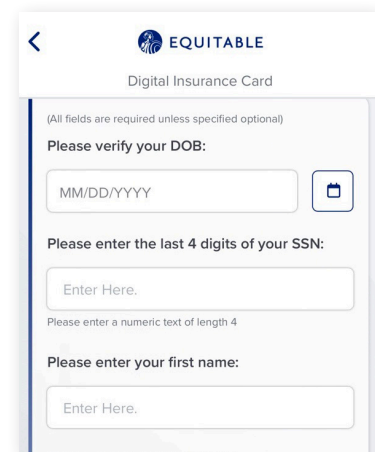 EQUITABLE
Digital Insurance Card
(All fields are required unless specified optional)
Please verify your DOB:
MM/DD/YYYY
Please enter the last 4 digits of your SSN:
Enter Here.
Please enter a numeric text of length 4
Please enter your first name:
Enter Here.